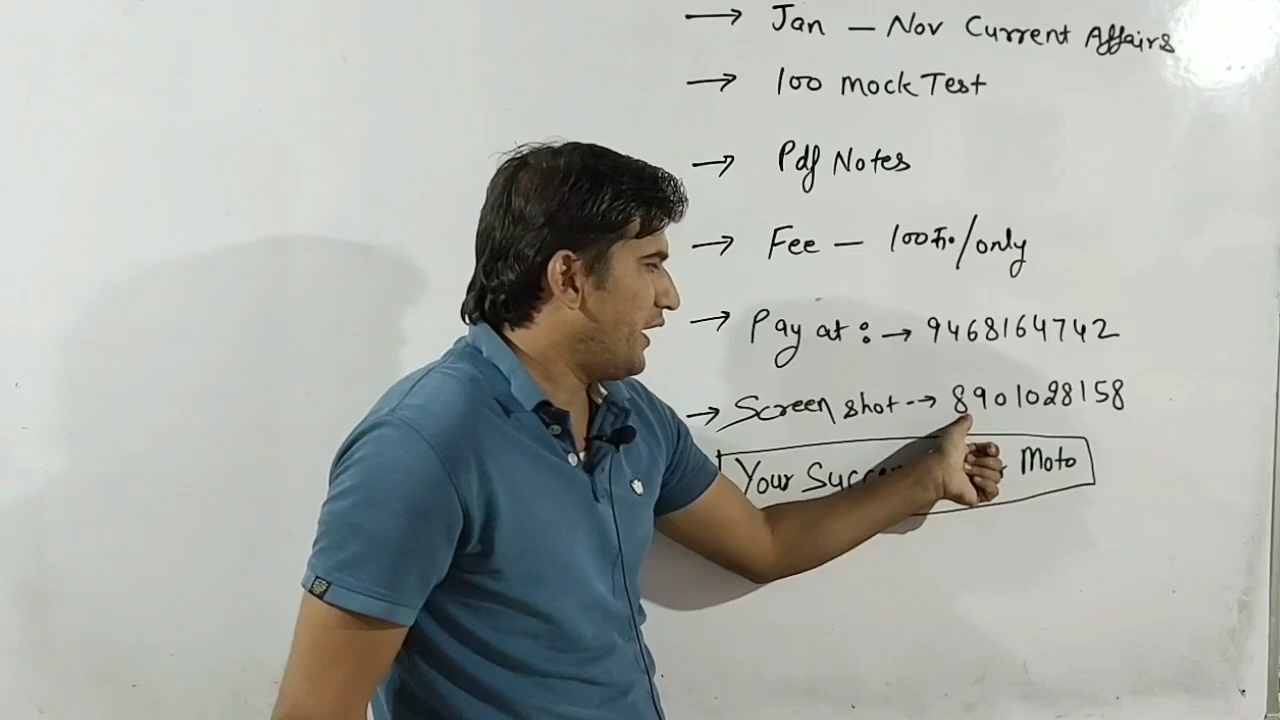 → Jan — Nov Current Affairs
→ 100 Mock Test
→ Pdf Notes
→ Fee — 100रु०/only
→ Pay at : → 9468164742
→ Screen shot --→ 8901028158
Your Moto